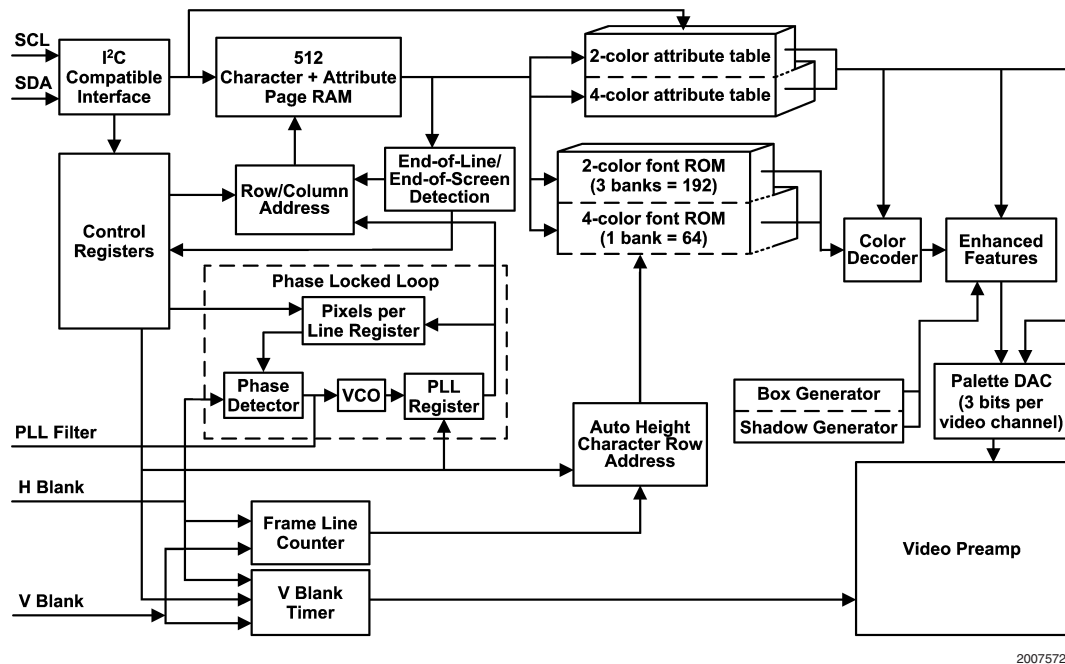 SCL
SDA
I²C
Compatible
Interface
512
Character + Attribute
Page RAM
2-color attribute table
4-color attribute table
End-of-Line/
End-of-Screen
Detection
Row/Column
Address
Control
Registers
2-color font ROM
(3 banks = 192)
4-color font ROM
(1 bank = 64)
Color
Decoder
Enhanced
Features
Phase Locked Loop
Pixels per
Line Register
Phase
Detector
VCO
PLL
Register
PLL Filter
Auto Height
Character Row
Address
Box Generator
Shadow Generator
Palette DAC
(3 bits per
video channel)
H Blank
Frame Line
Counter
Video Preamp
V Blank
V Blank
Timer
2007572